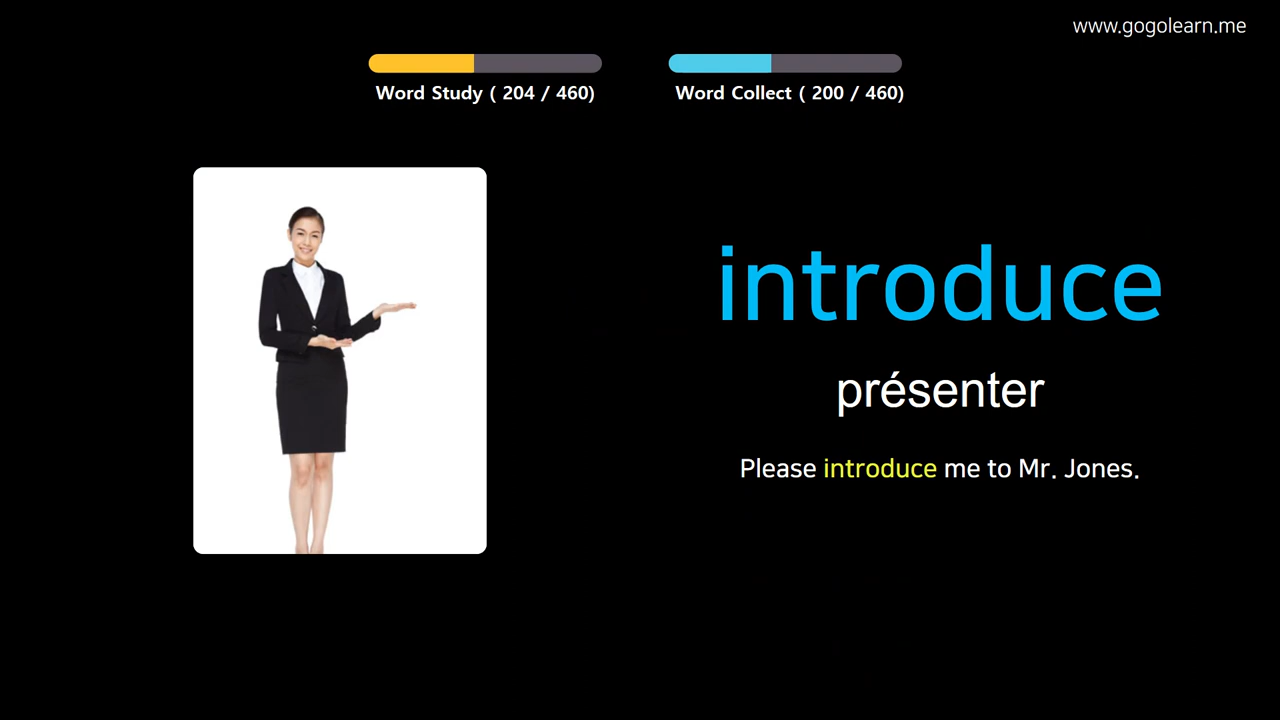 www.gogolearn.me
Word Study ( 204 / 460)
Word Collect ( 200 / 460)
introduce
présenter
Please introduce me to Mr. Jones.